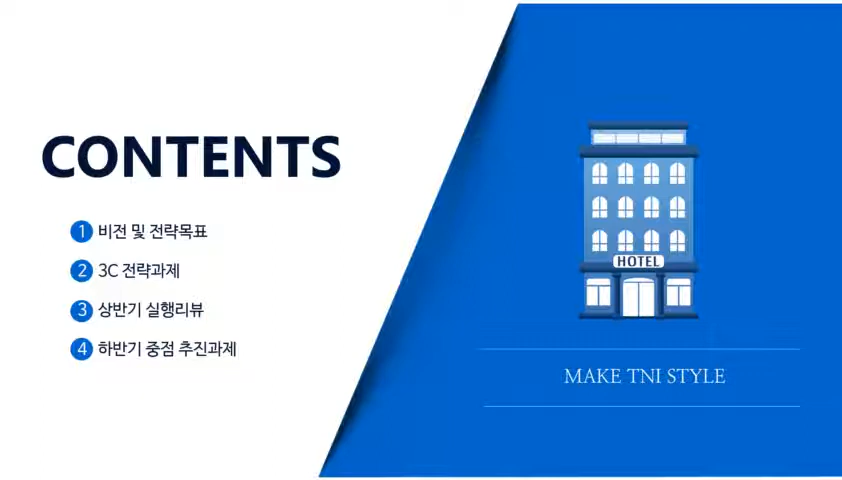 CONTENTS
1 비전 및 전략목표
2 3C 전략과제
3 상반기 실행리뷰
4 하반기 중점 추진과제
HOTEL
MAKE TNI STYLE